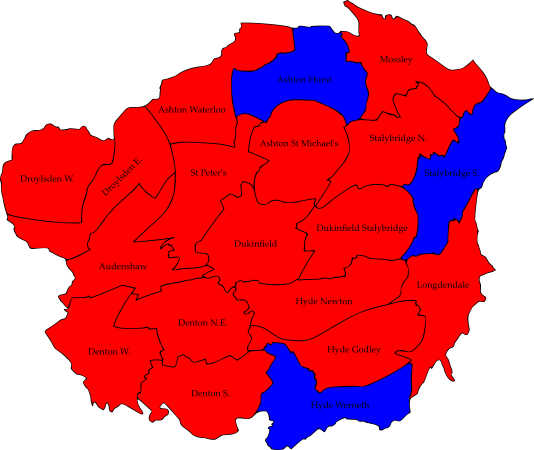 Mossley
Ashton Hurst
Ashton Waterloo
Stalybridge N.
Ashton St Michael's
Droylsden E.
St Peter's
Stalybridge S.
Droylsden W.
Dukinfield Stalybridge
Dukinfield
Audenshaw
Longdendale
Hyde Newton
Denton N.E.
Hyde Godley
Denton W.
Denton S.
Hyde Werneth